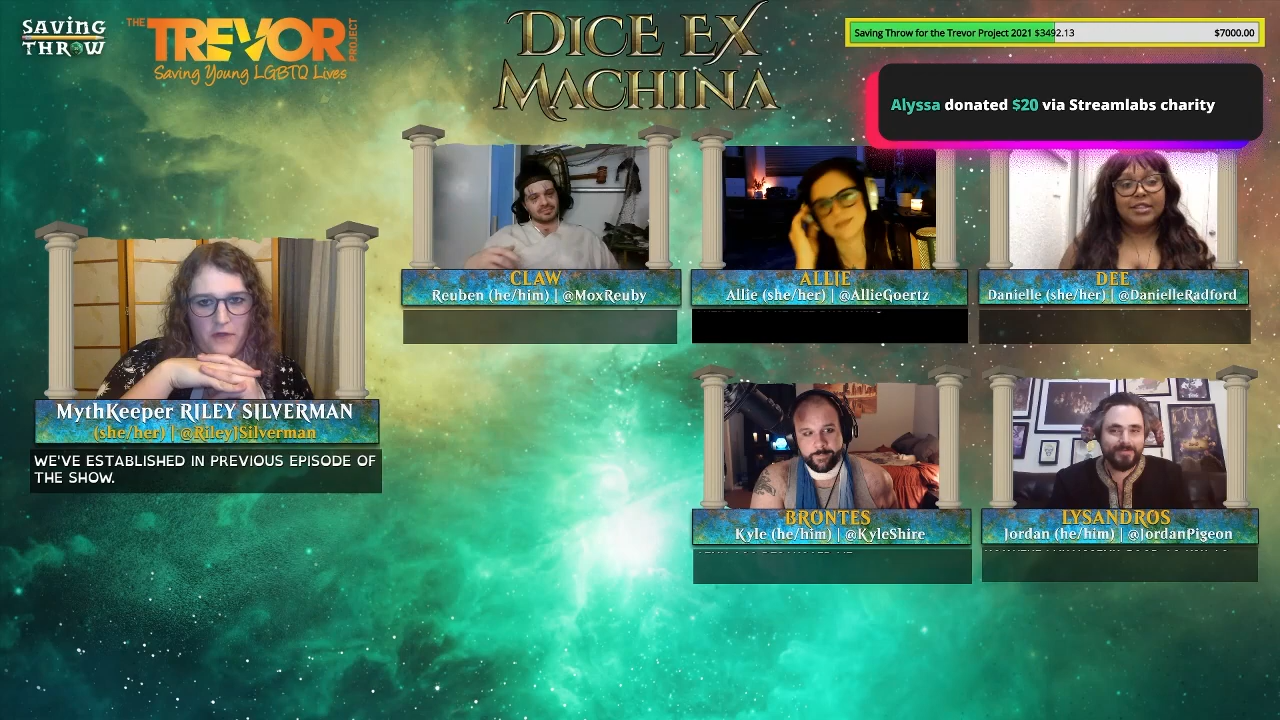 SAVING
THROW
THE TREVOR PROJECT
Saving Young LGBTQ Lives
DICE EX
MACHINA
Saving Throw for the Trevor Project 2021 $3492.13
$7000.00
Alyssa donated $20 via Streamlabs charity
CLAW
Reuben (he/him) | @MoxReuby
ALLIE
Allie (she/her) | @AllieGoertz
DEE
Danielle (she/her) | @DanielleRadford
MythKeeper RILEY SILVERMAN
(she/her) | @RileyJSilverman
WE'VE ESTABLISHED IN PREVIOUS EPISODE OF
THE SHOW.
BRONTES
Kyle (he/him) | @KyleShire
LYSANDROS
Jordan (he/him) | @JordanPigeon